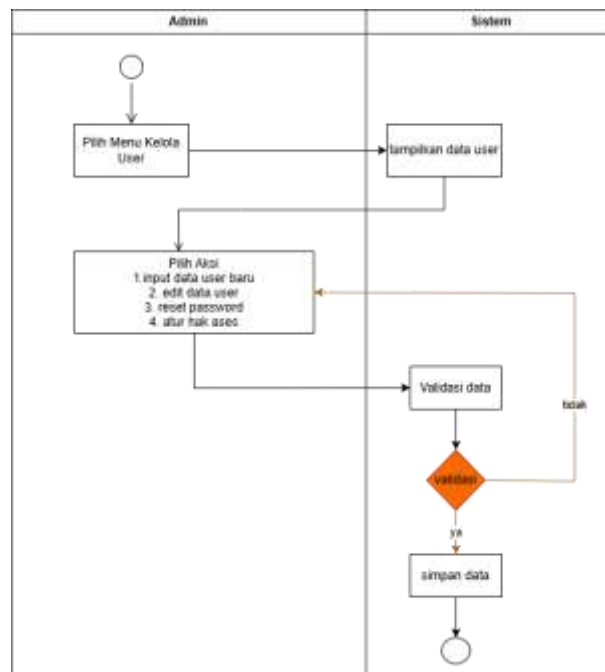 Admin
Sistem
Pilih Menu Kelola
User
tampilkan data user
Pilih Aksi
1.input data user baru
2. edit data user
3. reset password
4. atur hak ases
Validasi data
tidak
validasi
ya
simpan data